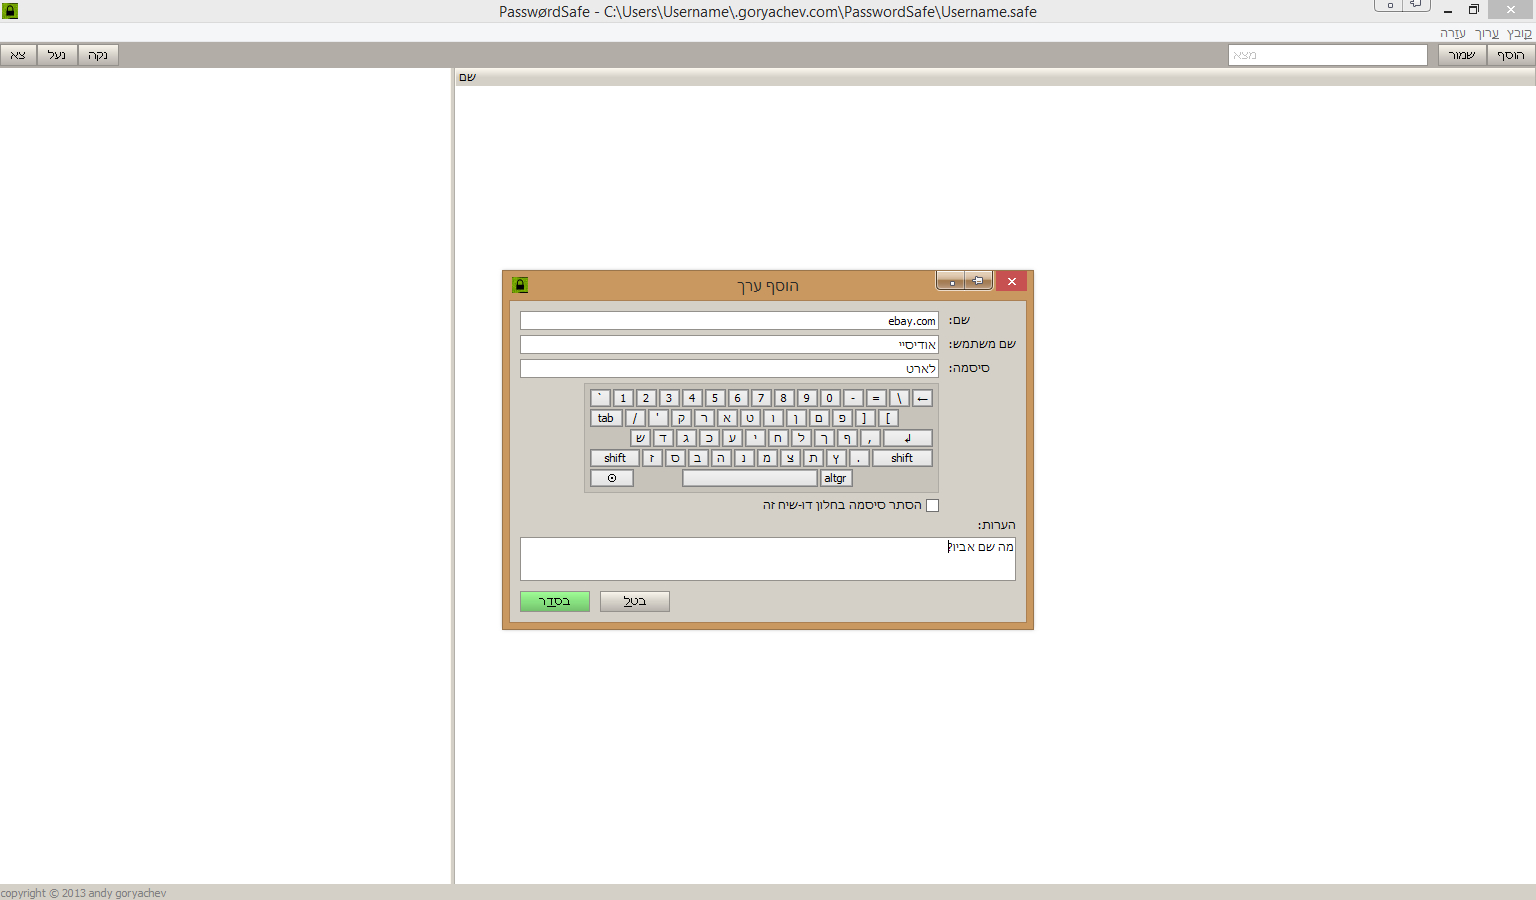 PasswørdSafe - C:\Users\Username\.goryachev.com\PasswordSafe\Username.safe
קובץ ערוך עזרה
הוסף שמור מצא נקה נעל צא
שם
הוסף ערך
שם: ebay.com
שם משתמש: אודיסיי
סיסמה: לארט
` 1 2 3 4 5 6 7 8 9 0 - = \ ←
tab / ' ק ר א ט ו ן ם פ ] [
ש ד ג כ ע י ח ל ך ף , ↲
shift ז ס ב ה נ מ צ ת ץ . shift
⊙ altgr
הסתר סיסמה בחלון דו-שיח זה
הערות:
מה שם אביו?
בטל בסדר
copyright © 2013 andy goryachev